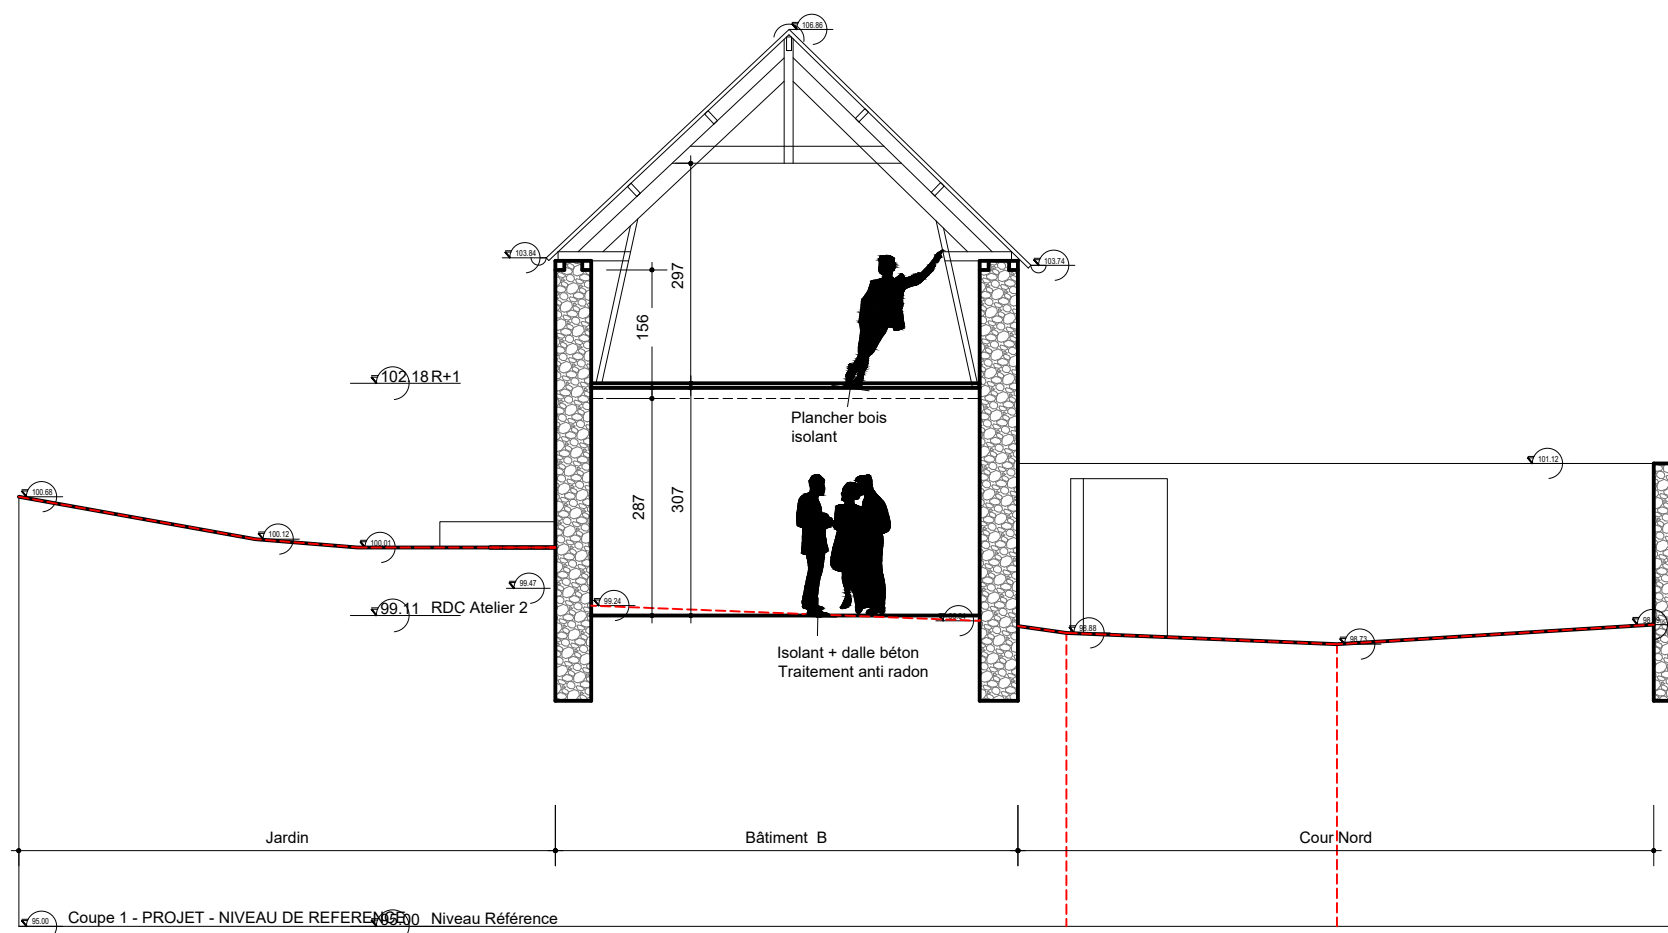 106.86
103.84
103.74
297
156
102.18 R+1
Plancher bois
isolant
101.12
100.68
287
307
100.12
100.01
99.47
99.24
99.11 RDC Atelier 2
98.88
98.73
Isolant + dalle béton
Traitement anti radon
Jardin
Bâtiment B
Cour Nord
95.00
Coupe 1 - PROJET - NIVEAU DE REFERENCE
95.00 Niveau Référence